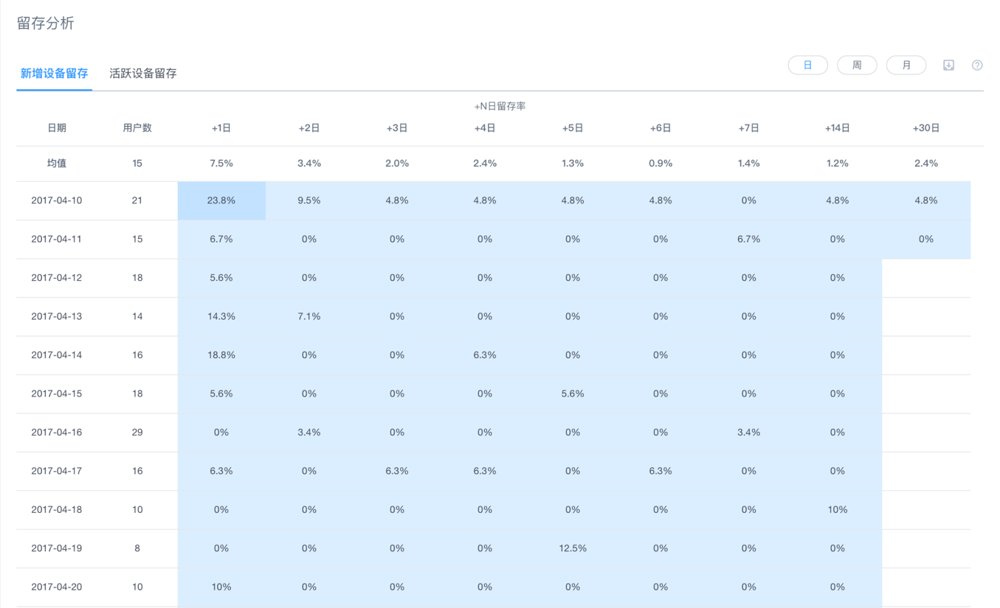 留存分析
新增设备留存 活跃设备留存 日 周 月
+N日留存率
日期 用户数 +1日 +2日 +3日 +4日 +5日 +6日 +7日 +14日 +30日
均值 15 7.5% 3.4% 2.0% 2.4% 1.3% 0.9% 1.4% 1.2% 2.4%
2017-04-10 21 23.8% 9.5% 4.8% 4.8% 4.8% 4.8% 0% 4.8% 4.8%
2017-04-11 15 6.7% 0% 0% 0% 0% 0% 6.7% 0% 0%
2017-04-12 18 5.6% 0% 0% 0% 0% 0% 0% 0%
2017-04-13 14 14.3% 7.1% 0% 0% 0% 0% 0% 0%
2017-04-14 16 18.8% 0% 0% 6.3% 0% 0% 0% 0%
2017-04-15 18 5.6% 0% 0% 0% 5.6% 0% 0% 0%
2017-04-16 29 0% 3.4% 0% 0% 0% 0% 3.4% 0%
2017-04-17 16 6.3% 0% 6.3% 6.3% 0% 6.3% 0% 0%
2017-04-18 10 0% 0% 0% 0% 0% 0% 0% 10%
2017-04-19 8 0% 0% 0% 0% 12.5% 0% 0% 0%
2017-04-20 10 10% 0% 0% 0% 0% 0% 0% 0%